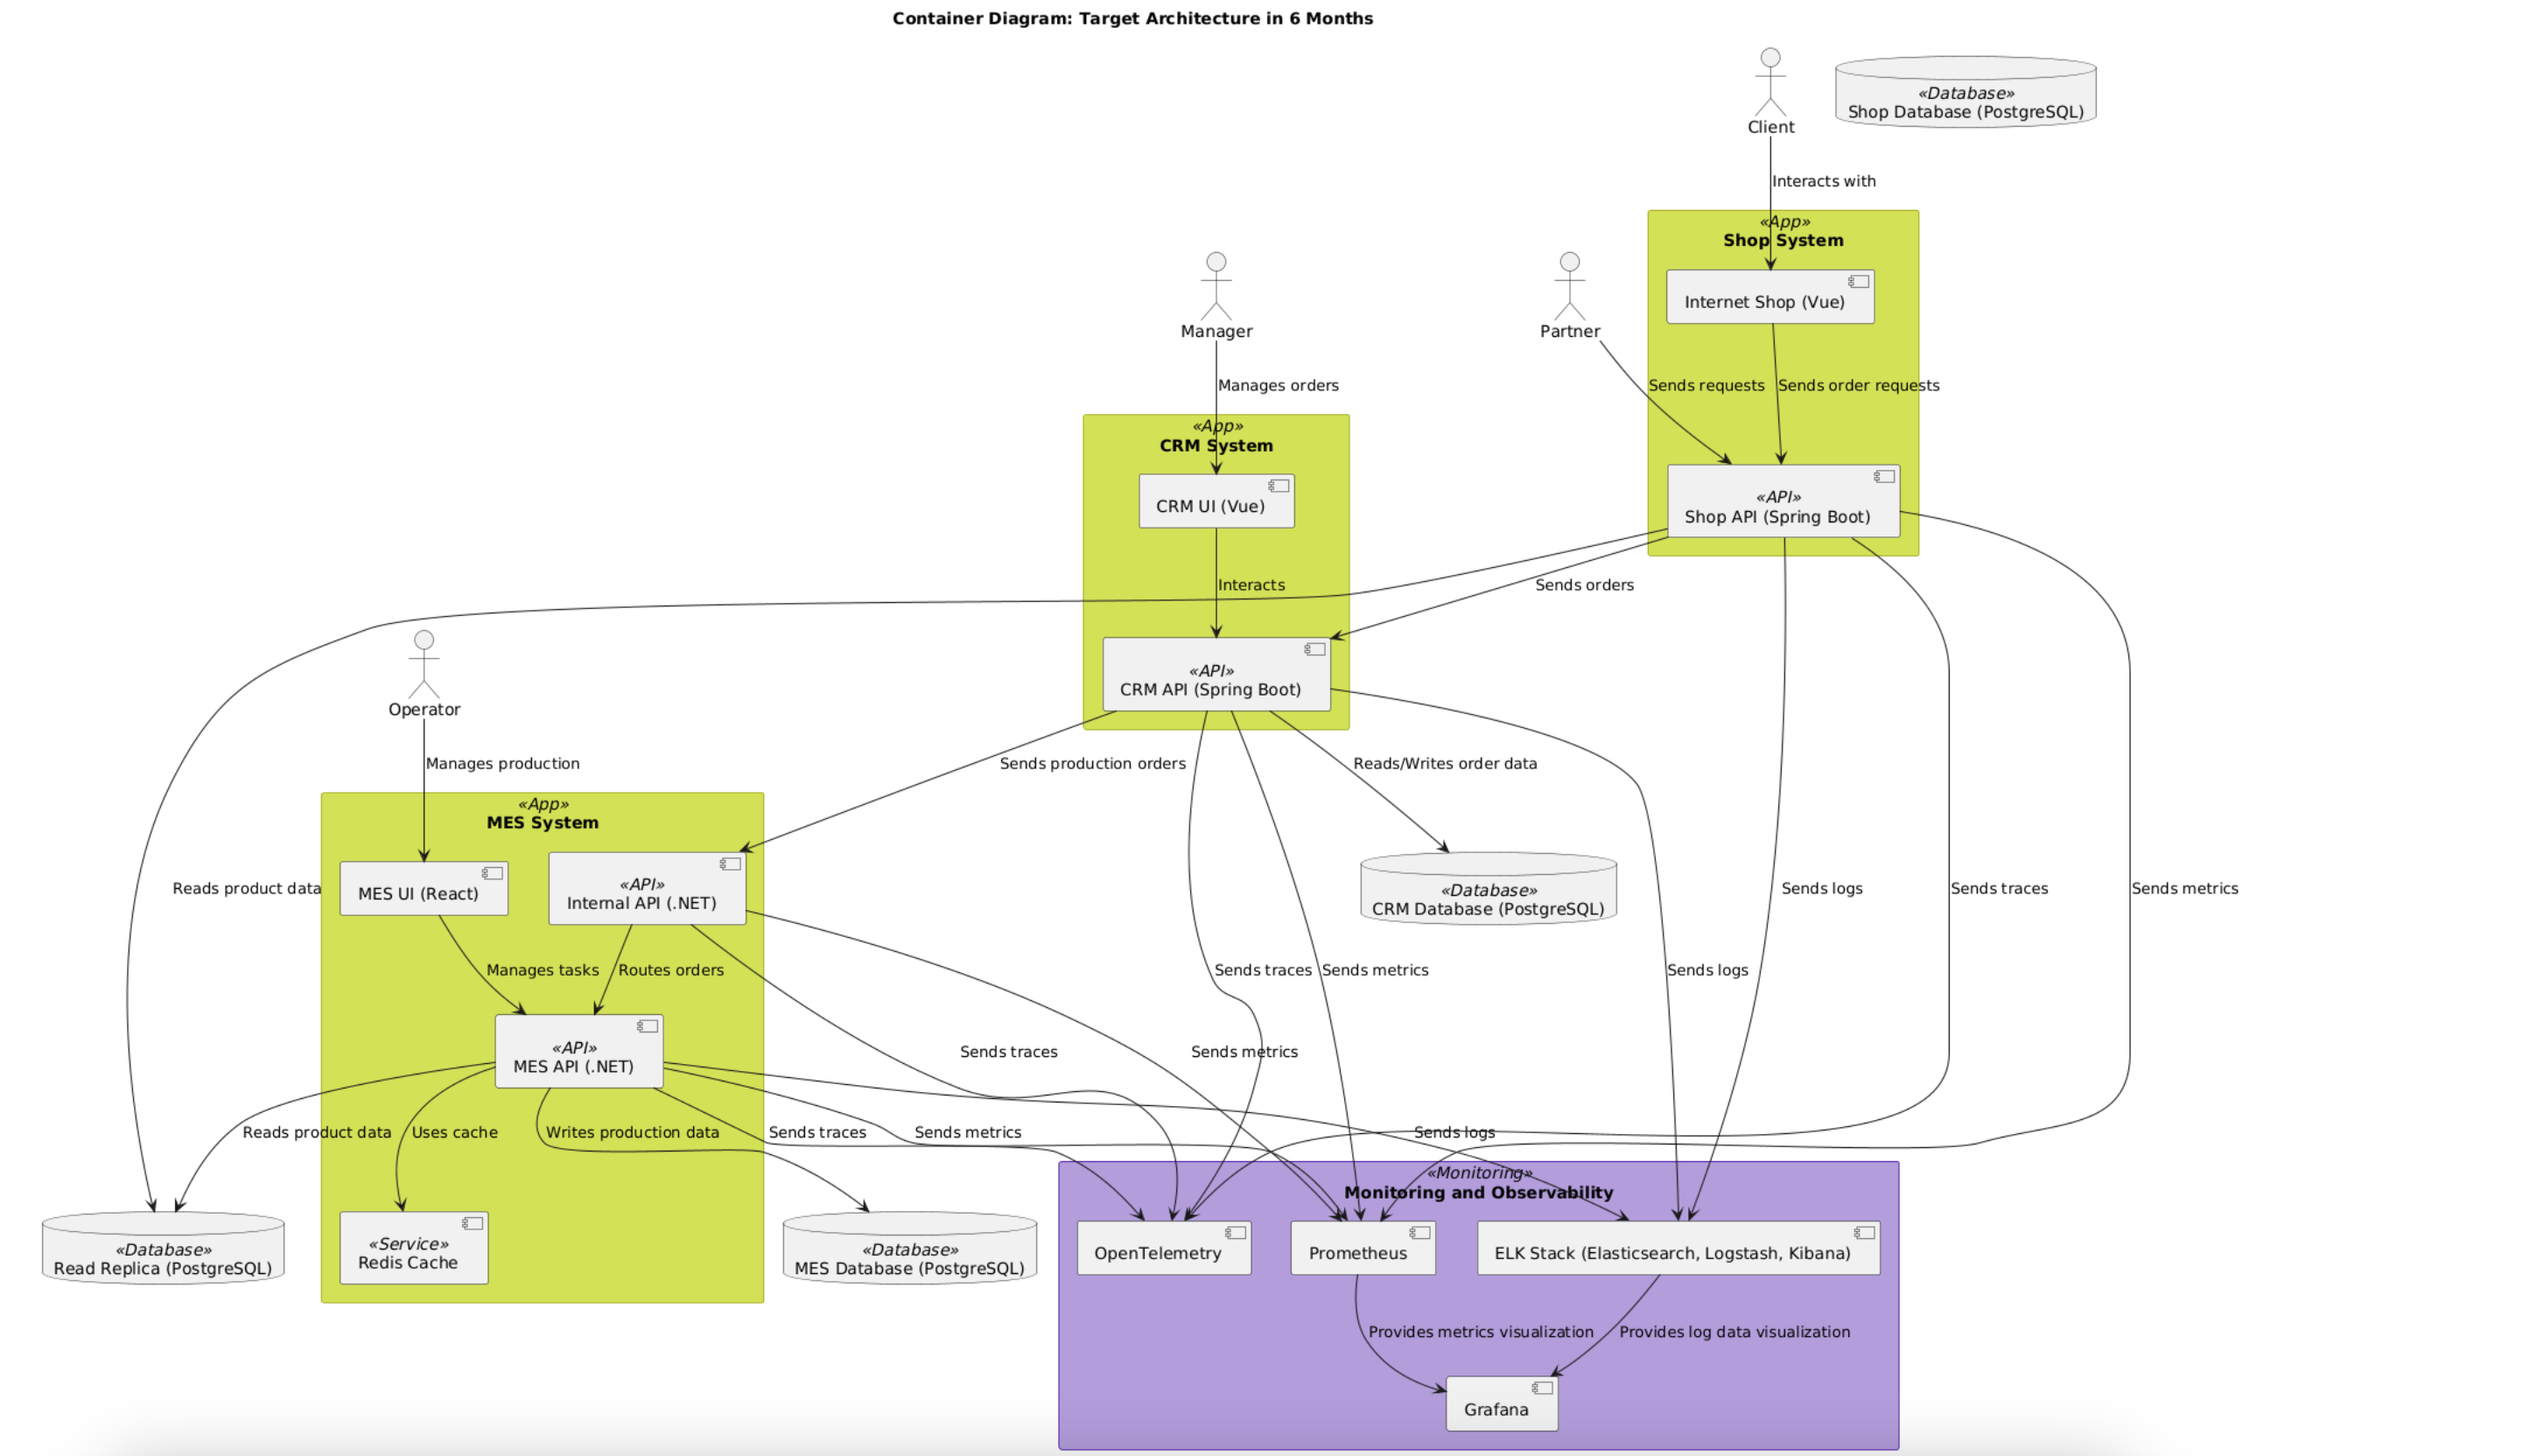 Container Diagram: Target Architecture in 6 Months
«Database»
Shop Database (PostgreSQL)
Client
Interacts with
«App»
Shop System
Internet Shop (Vue)
Manager
Partner
Manages orders
Sends requests
Sends order requests
«App»
CRM System
CRM UI (Vue)
«API»
Shop API (Spring Boot)
Interacts
Sends orders
«API»
CRM API (Spring Boot)
Operator
Manages production
Sends production orders
Reads/Writes order data
«App»
MES System
Reads product data
MES UI (React)
«API»
Internal API (.NET)
«Database»
CRM Database (PostgreSQL)
Sends logs
Sends traces
Sends metrics
Manages tasks
Routes orders
Sends traces
Sends metrics
Sends logs
«API»
MES API (.NET)
Sends traces
Sends metrics
Reads product data
Uses cache
Writes production data
Sends traces
Sends metrics
Sends logs
«Monitoring»
Monitoring and Observability
«Database»
Read Replica (PostgreSQL)
«Service»
Redis Cache
«Database»
MES Database (PostgreSQL)
OpenTelemetry
Prometheus
ELK Stack (Elasticsearch, Logstash, Kibana)
Provides metrics visualization
Provides log data visualization
Grafana